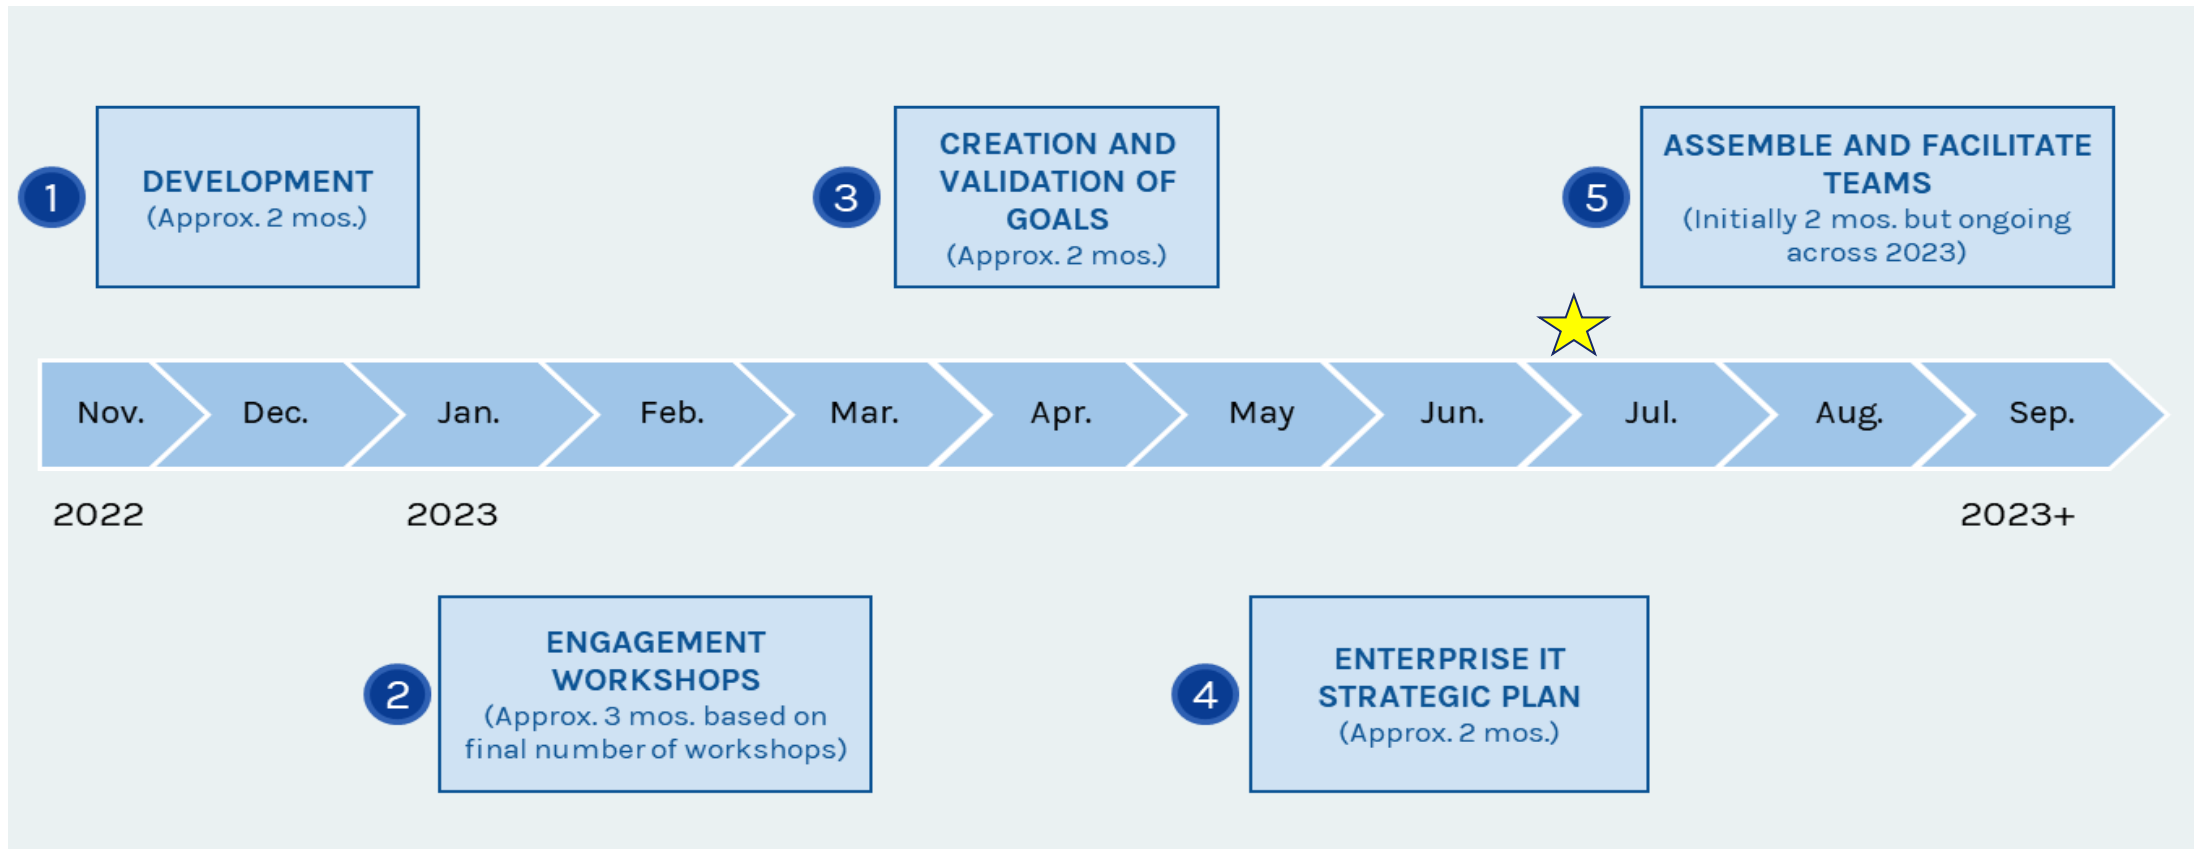 1
DEVELOPMENT
(Approx. 2 mos.)
3
CREATION AND
VALIDATION OF
GOALS
(Approx. 2 mos.)
5
ASSEMBLE AND FACILITATE
TEAMS
(Initially 2 mos. but ongoing
across 2023)
Nov. Dec. Jan. Feb. Mar. Apr. May Jun. Jul. Aug. Sep.
2022 2023 2023+
2
ENGAGEMENT
WORKSHOPS
(Approx. 3 mos. based on
final number of workshops)
4
ENTERPRISE IT
STRATEGIC PLAN
(Approx. 2 mos.)